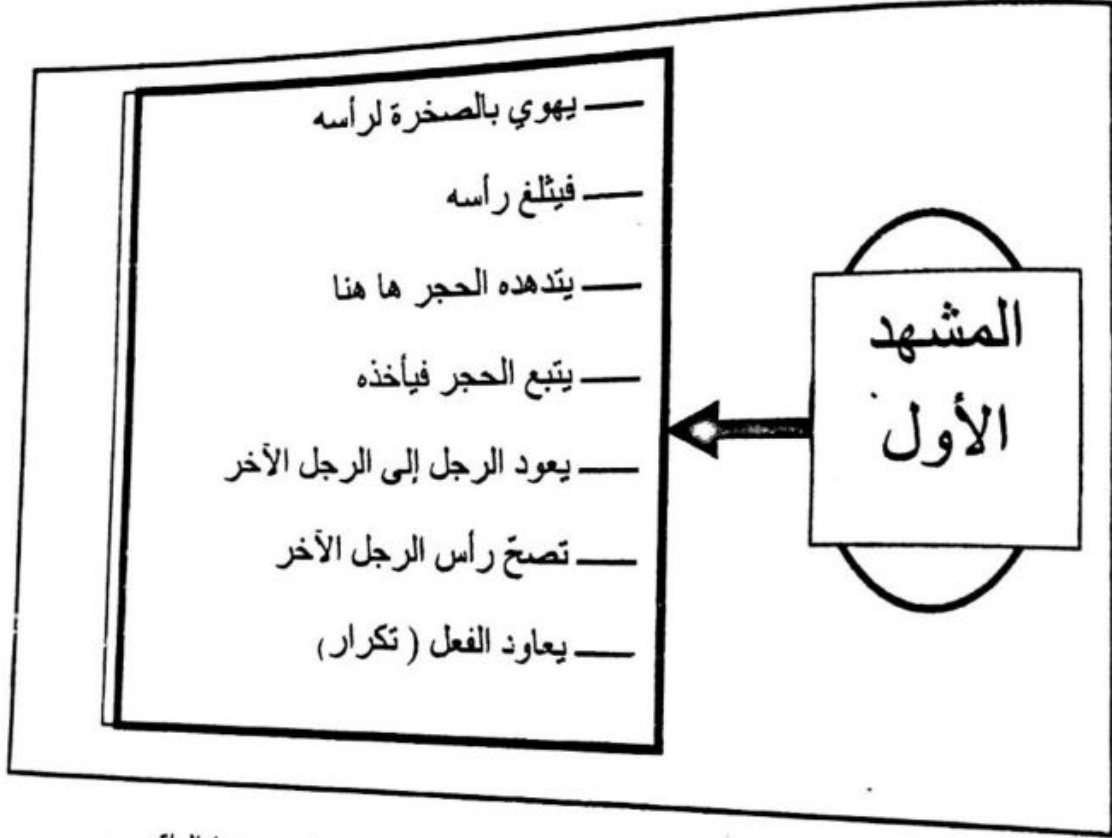 المشهد
الأول
— يهوي بالصخرة لرأسه
— فيثلغ رأسه
— يتدهده الحجر ها هنا
— يتبع الحجر فيأخذه
— يعود الرجل إلى الرجل الآخر
— تصحّ رأس الرجل الآخر
— يعاود الفعل ( تكرار)